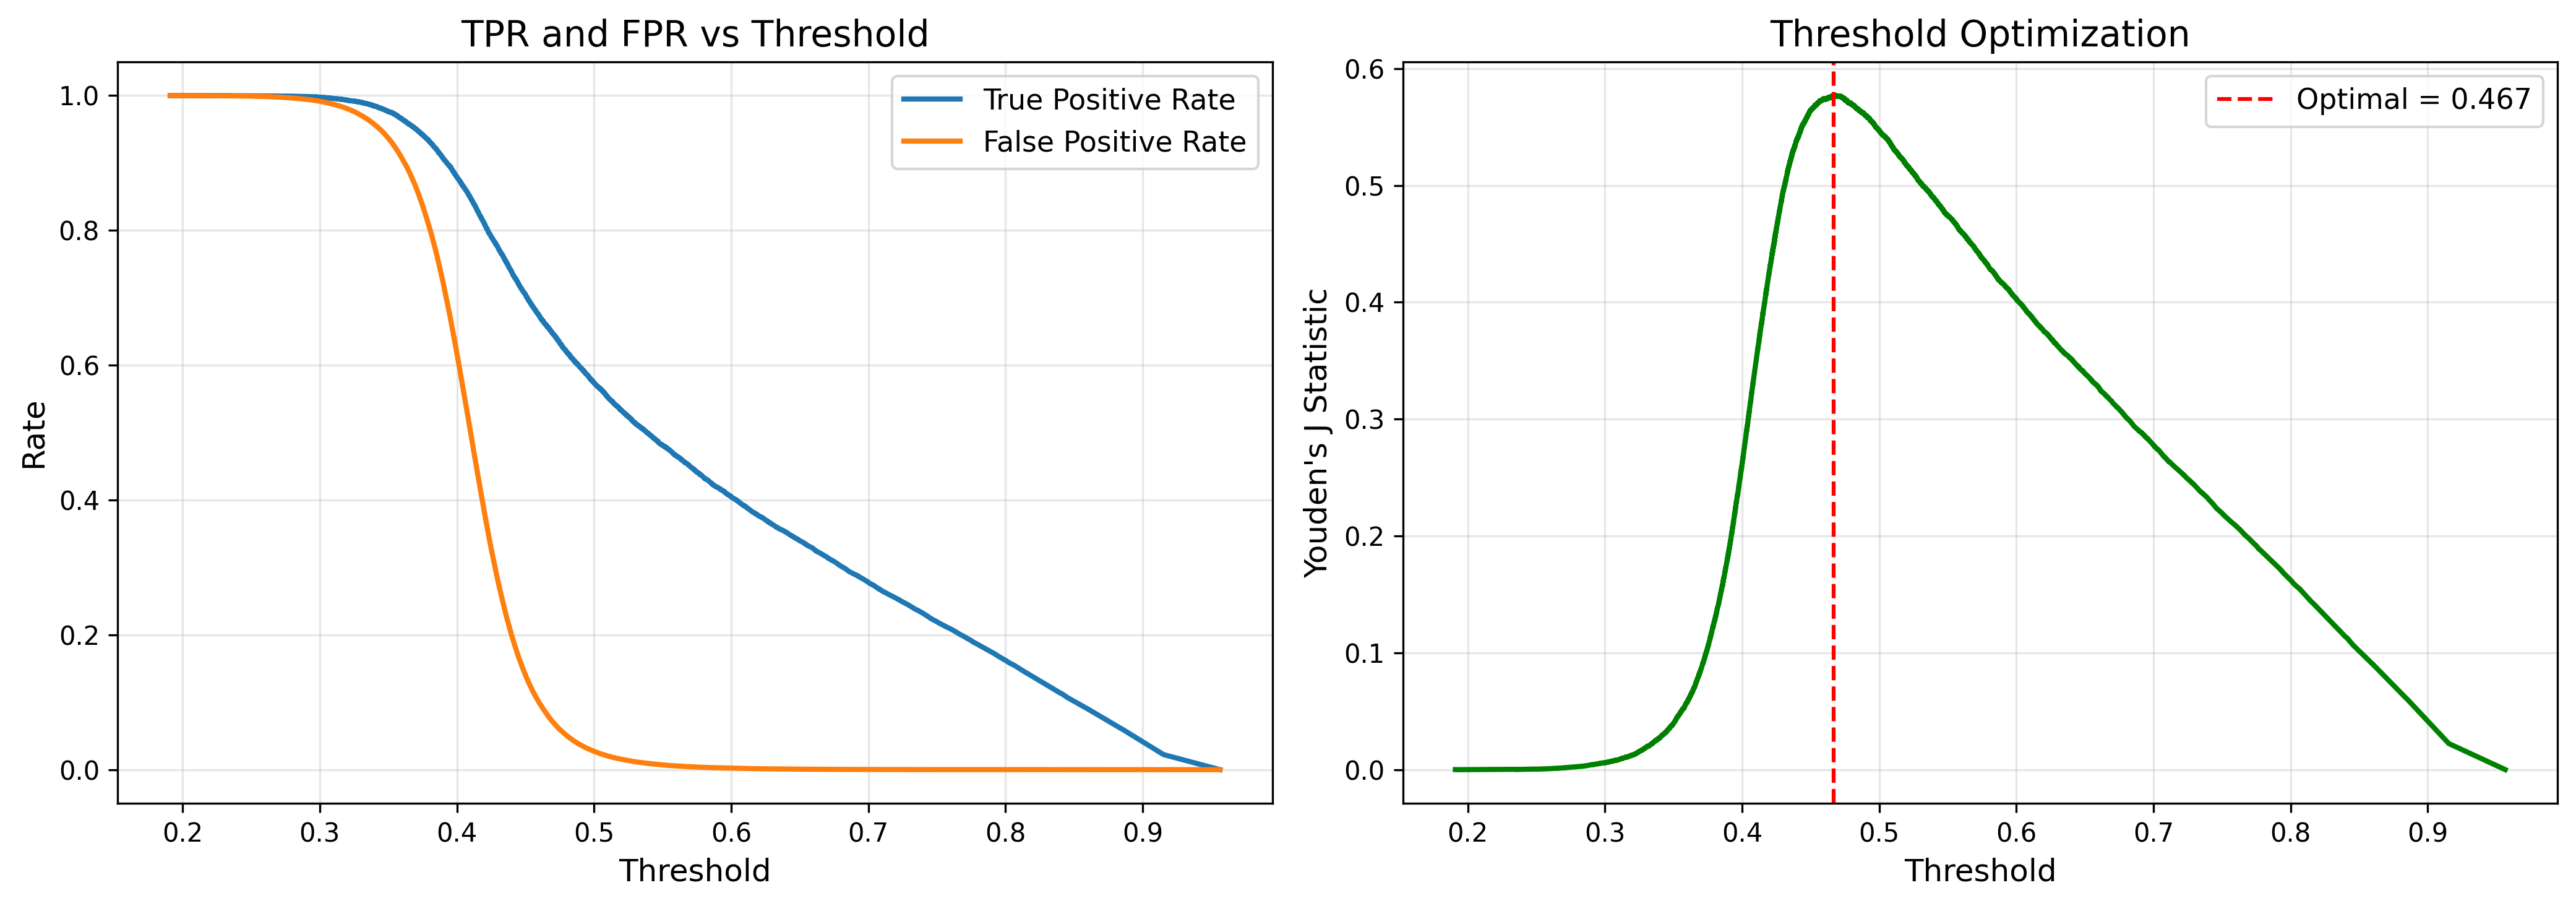 TPR and FPR vs Threshold
True Positive Rate
False Positive Rate
Rate
1.0
0.8
0.6
0.4
0.2
0.0
0.2 0.3 0.4 0.5 0.6 0.7 0.8 0.9
Threshold
Threshold Optimization
Optimal = 0.467
Youden's J Statistic
0.6
0.5
0.4
0.3
0.2
0.1
0.0
0.2 0.3 0.4 0.5 0.6 0.7 0.8 0.9
Threshold